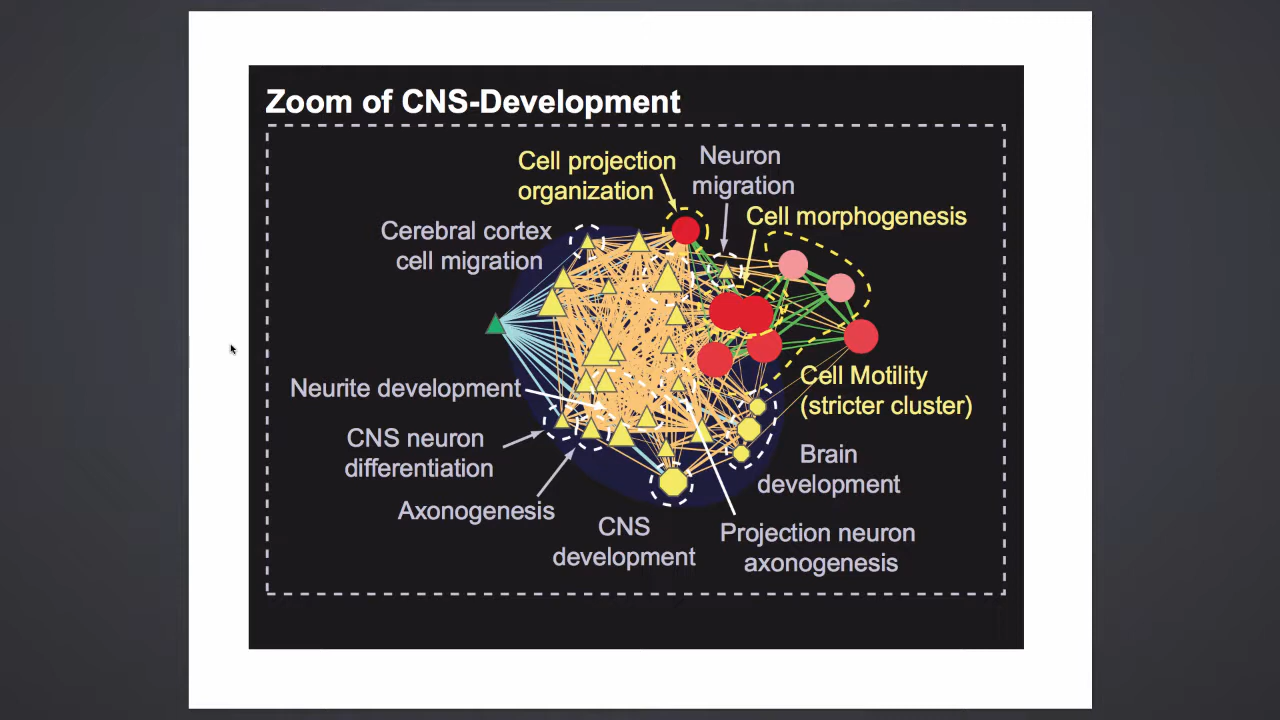 Zoom of CNS-Development
Cell projection
organization
Neuron
migration
Cell morphogenesis
Cerebral cortex
cell migration
Neurite development
Cell Motility
(stricter cluster)
CNS neuron
differentiation
Brain
development
Axonogenesis
CNS
development
Projection neuron
axonogenesis